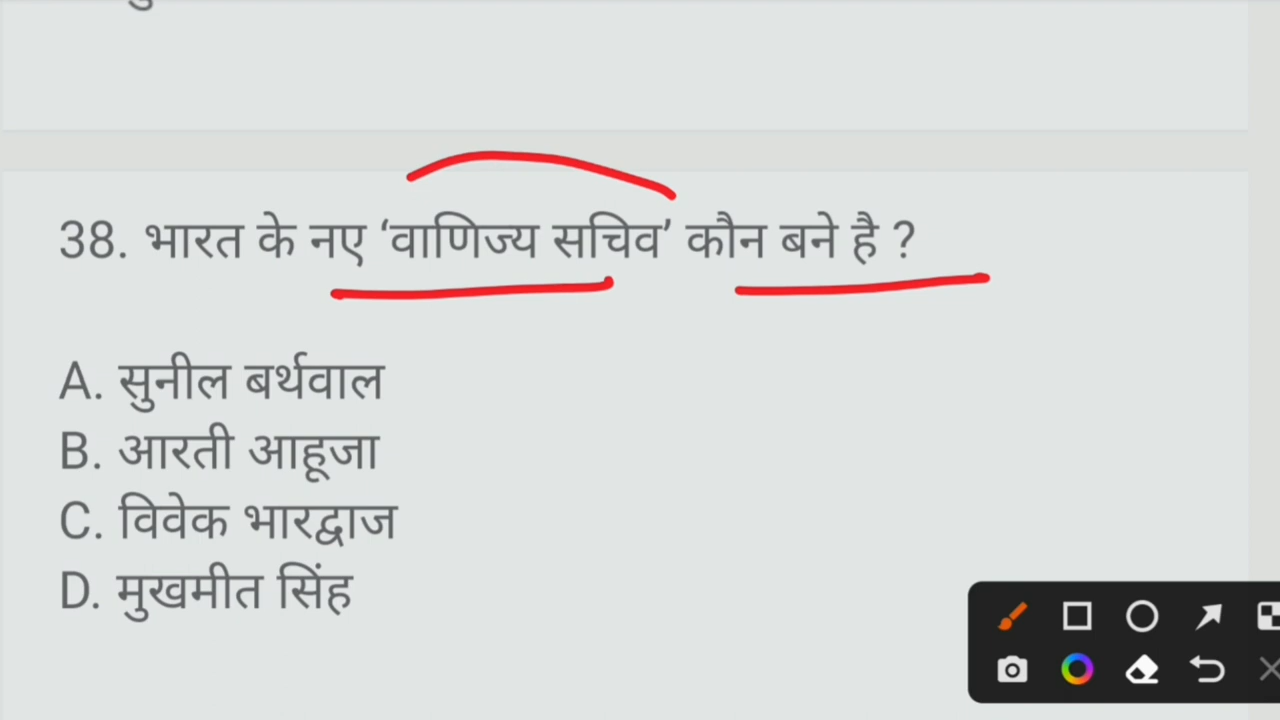 38. भारत के नए ‘वाणिज्य सचिव’ कौन बने है ?
A. सुनील बर्थवाल
B. आरती आहूजा
C. विवेक भारद्वाज
D. मुखमीत सिंह